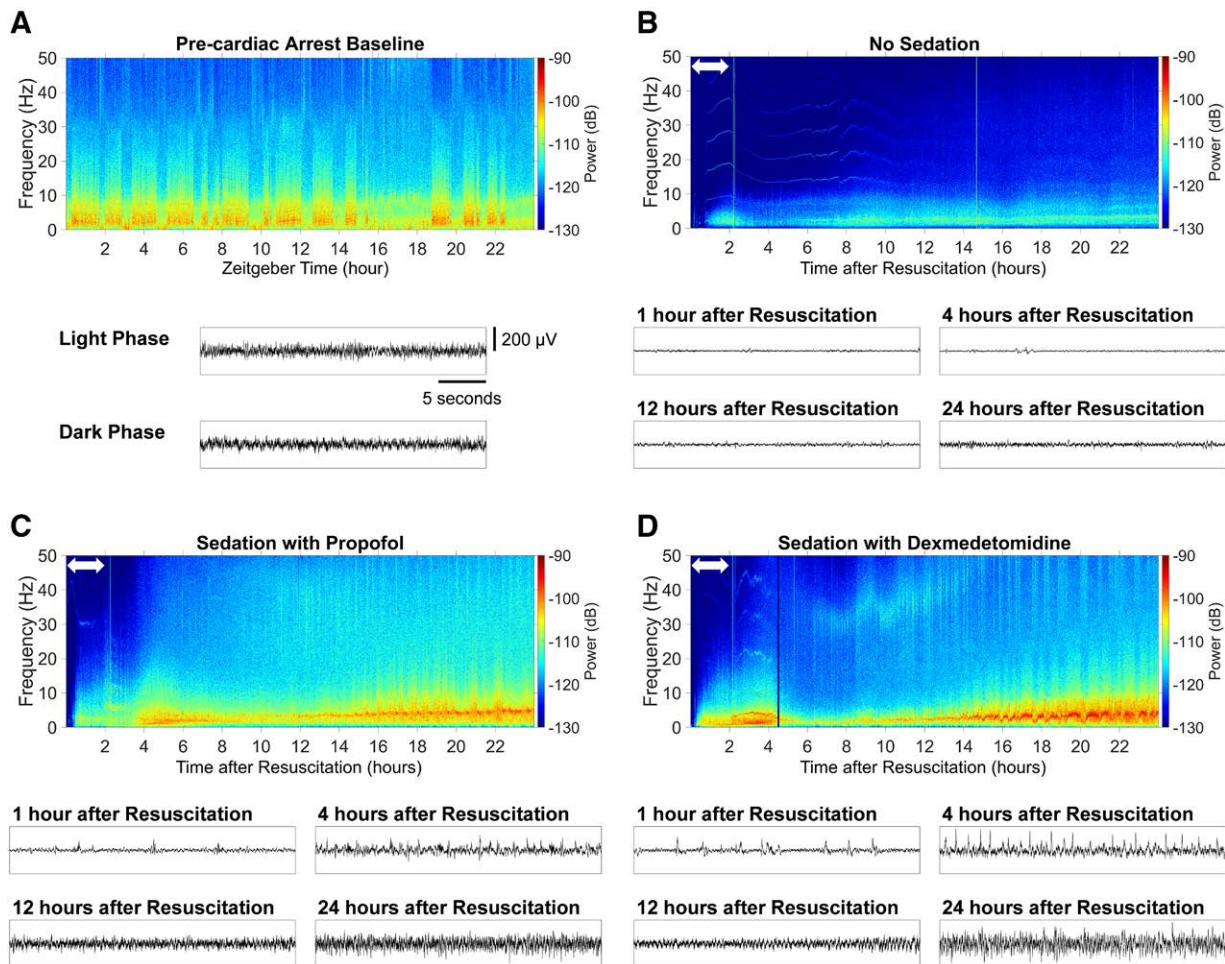 A
Pre-cardiac Arrest Baseline
Frequency (Hz)
50
40
30
20
10
0
2 4 6 8 10 12 14 16 18 20 22
Zeitgeber Time (hour)
-90
-100
-110
-120
-130
Power (dB)
Light Phase
200 µV
5 seconds
Dark Phase
B
No Sedation
Frequency (Hz)
50
40
30
20
10
0
2 4 6 8 10 12 14 16 18 20 22
Time after Resuscitation (hours)
-90
-100
-110
-120
-130
Power (dB)
1 hour after Resuscitation
4 hours after Resuscitation
12 hours after Resuscitation
24 hours after Resuscitation
C
Sedation with Propofol
Frequency (Hz)
50
40
30
20
10
0
2 4 6 8 10 12 14 16 18 20 22
Time after Resuscitation (hours)
-90
-100
-110
-120
-130
Power (dB)
1 hour after Resuscitation
4 hours after Resuscitation
12 hours after Resuscitation
24 hours after Resuscitation
D
Sedation with Dexmedetomidine
Frequency (Hz)
50
40
30
20
10
0
2 4 6 8 10 12 14 16 18 20 22
Time after Resuscitation (hours)
-90
-100
-110
-120
-130
Power (dB)
1 hour after Resuscitation
4 hours after Resuscitation
12 hours after Resuscitation
24 hours after Resuscitation